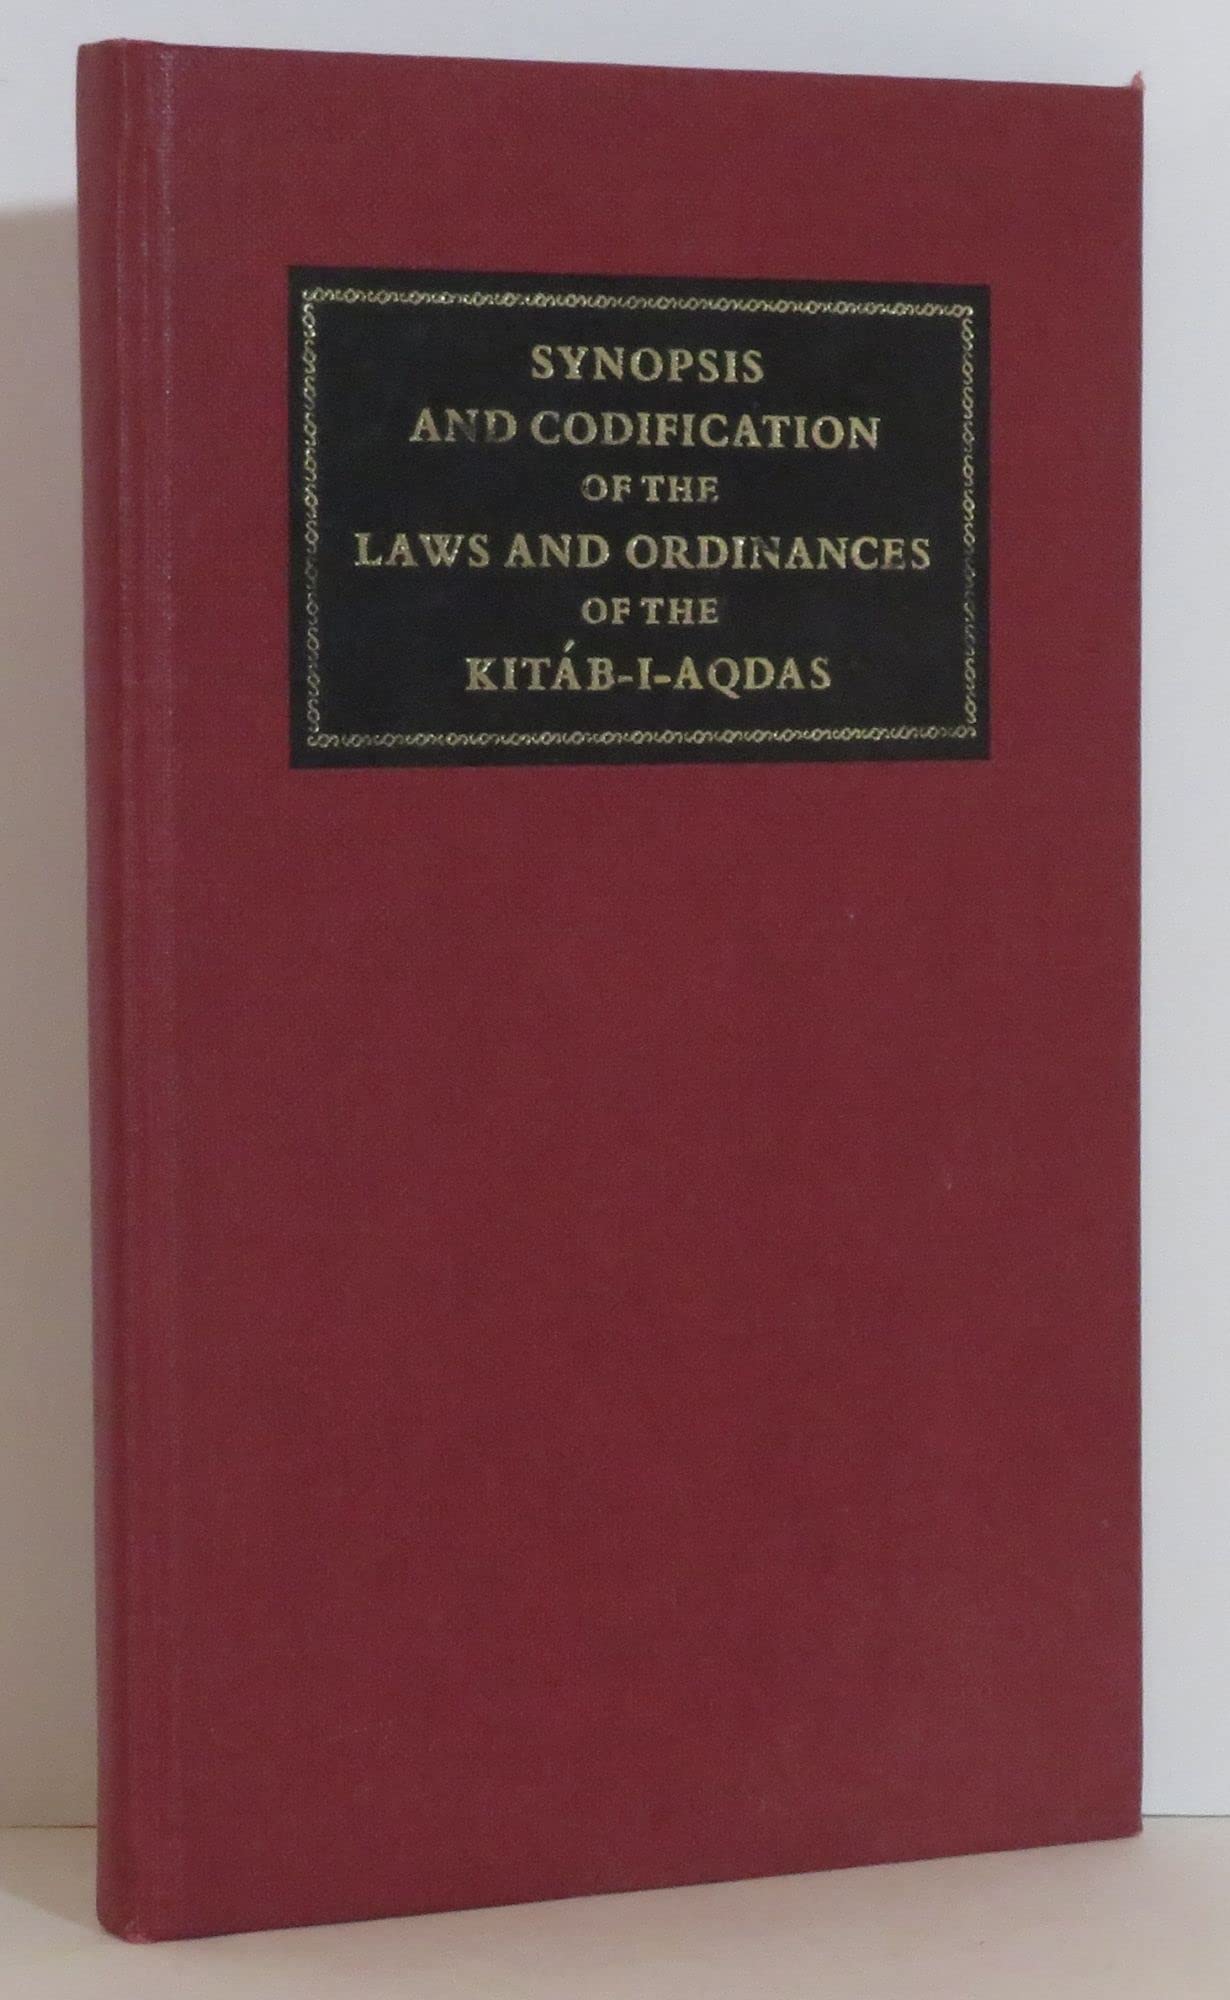 SYNOPSIS
AND CODIFICATION
OF THE
LAWS AND ORDINANCES
OF THE
KITÁB-I-AQDAS